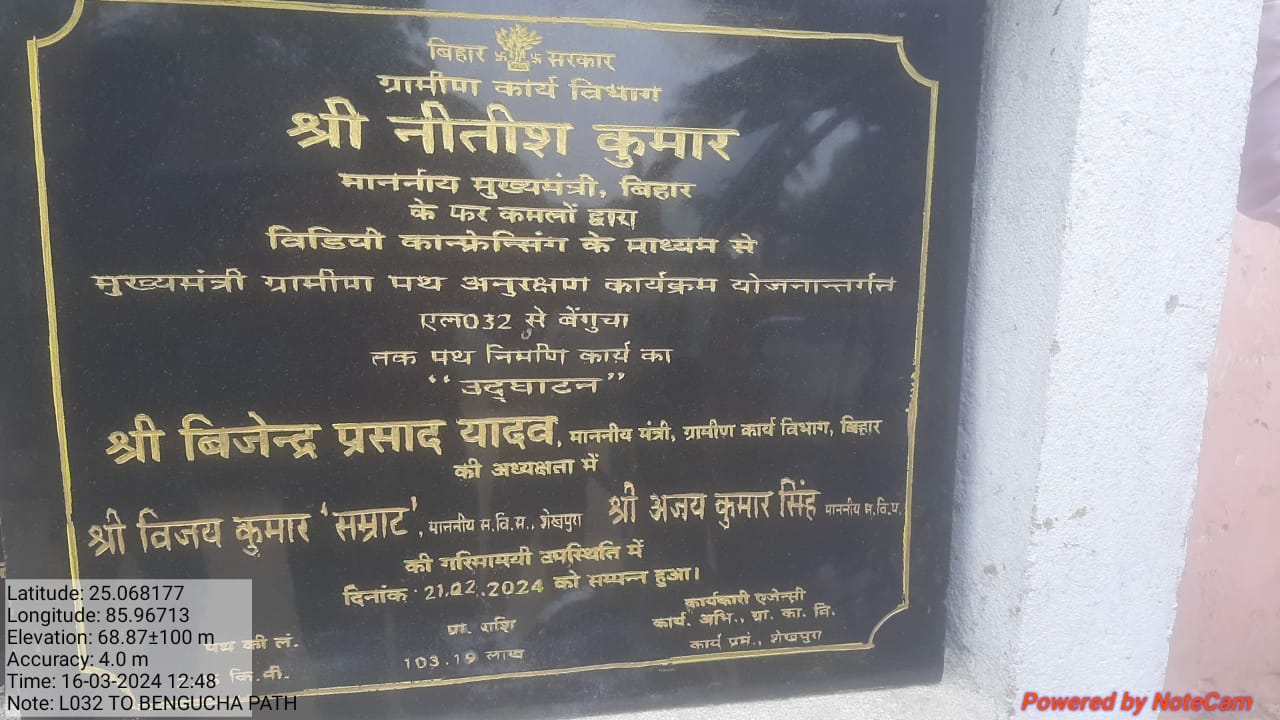 बिहार सरकार
ग्रामीण कार्य विभाग
श्री नीतीश कुमार
माननीय मुख्यमंत्री, बिहार
के कर कमलों द्वारा
विडियो कान्फ्रेन्सिंग के माध्यम से
मुख्यमंत्री ग्रामीण पथ अनुरक्षण कार्यक्रम योजनान्तर्गत
एल032 से बेंगुचा
तक पथ निर्माण कार्य का
“उद्घाटन”
श्री बिजेन्द्र प्रसाद यादव, माननीय मंत्री, ग्रामीण कार्य विभाग, बिहार
की अध्यक्षता में
श्री विजय कुमार ‘सम्राट’, माननीय स.वि.स., शेखपुरा श्री अजय कुमार सिंह माननीय स.वि.प.
की गरिमामयी उपस्थिति में
दिनांक 21.02.2024 को सम्पन्न हुआ।
पथ की लं.
कि.मी.
प्रा. राशि
103.19 लाख
कार्यकारी एजेन्सी
कार्य. अभि., ग्रा. का. वि.
कार्य प्रमं., शेखपुरा
Latitude: 25.068177
Longitude: 85.96713
Elevation: 68.87±100 m
Accuracy: 4.0 m
Time: 16-03-2024 12:48
Note: L032 TO BENGUCHA PATH
Powered by NoteCam